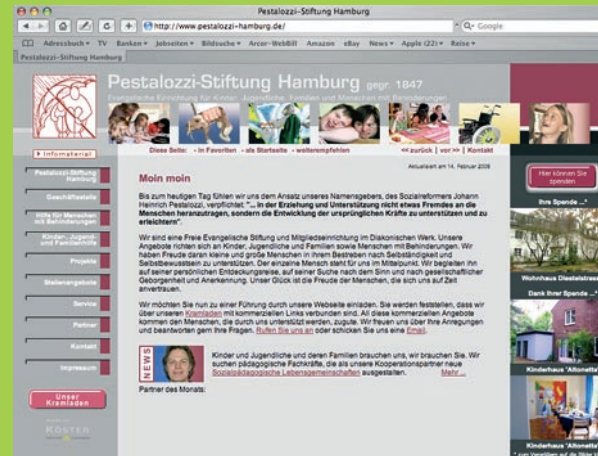 Pestalozzi-Stiftung Hamburg
http://www.pestalozzi-hamburg.de/
Google
Adressbuch TV Banken Jobseiten Bildsuche Arcor-WebBill Amazon eBay News Apple (22) Reise
Pestalozzi-Stiftung Hamburg
Pestalozzi-Stiftung Hamburg gegr. 1847
Evangelische Einrichtung für Kinder, Jugendliche, Familien und Menschen mit Behinderungen
Diese Seite: - in Favoriten - als Startseite - weiterempfehlen
<< zurück | vor >> | Kontakt
Infomaterial
Pestalozzi-Stiftung
Hamburg
Geschäftsstelle
Hilfe für Menschen
mit Behinderungen
Kinder-, Jugend-
und Familienhilfe
Projekte
Stellenangebote
Service
Partner
Kontakt
Impressum
Unser
Kramladen
KÖSTER
Aktualisiert am 14. Februar 2008
Moin moin
Bis zum heutigen Tag fühlen wir uns dem Ansatz unseres Namensgebers, des Sozialreformers Johann
Heinrich Pestalozzi, verpflichtet: "... in der Erziehung und Unterstützung nicht etwas Fremdes an die
Menschen heranzutragen, sondern die Entwicklung der ursprünglichen Kräfte zu unterstützen und zu
erleichtern".
Wir sind eine Freie Evangelische Stiftung und Mitgliedseinrichtung im Diakonischen Werk. Unsere
Angebote richten sich an Kinder, Jugendliche und Familien sowie Menschen mit Behinderungen. Wir
haben Freude daran kleine und große Menschen in ihrem Bestreben nach Selbständigkeit und
Selbstbewusstsein zu unterstützen. Der einzelne Mensch steht für uns im Mittelpunkt. Wir begleiten ihn
auf seiner persönlichen Entdeckungsreise, auf seiner Suche nach dem Sinn und nach gesellschaftlicher
Geborgenheit und Anerkennung. Unser Glück ist die Freude der Menschen, die sich uns auf Zeit
anvertrauen.
Wir möchten Sie nun zu einer Führung durch unsere Webseite einladen. Sie werden feststellen, dass wir
über unseren Kramladen mit kommerziellen Links verbunden sind. All diese kommerziellen Angebote
kommen den Menschen, die durch uns unterstützt werden, zugute. Wir freuen uns über Ihre Anregungen
und beantworten gern Ihre Fragen. Rufen Sie uns an oder schicken Sie uns eine Email.
NEWS
Kinder und Jugendliche und deren Familien brauchen uns, wir brauchen Sie. Wir
suchen pädagogische Fachkräfte, die als unsere Kooperationspartner neue
Sozialpädagogische Lebensgemeinschaften ausgestalten. Mehr ...
Partner des Monats:
Hier können Sie
spenden
Ihre Spende ..."
Wohnhaus Diestelstrasse
Dank Ihrer Spende ..."
Kinderhaus "Altonetta"
Kinderhaus "Altonetta"